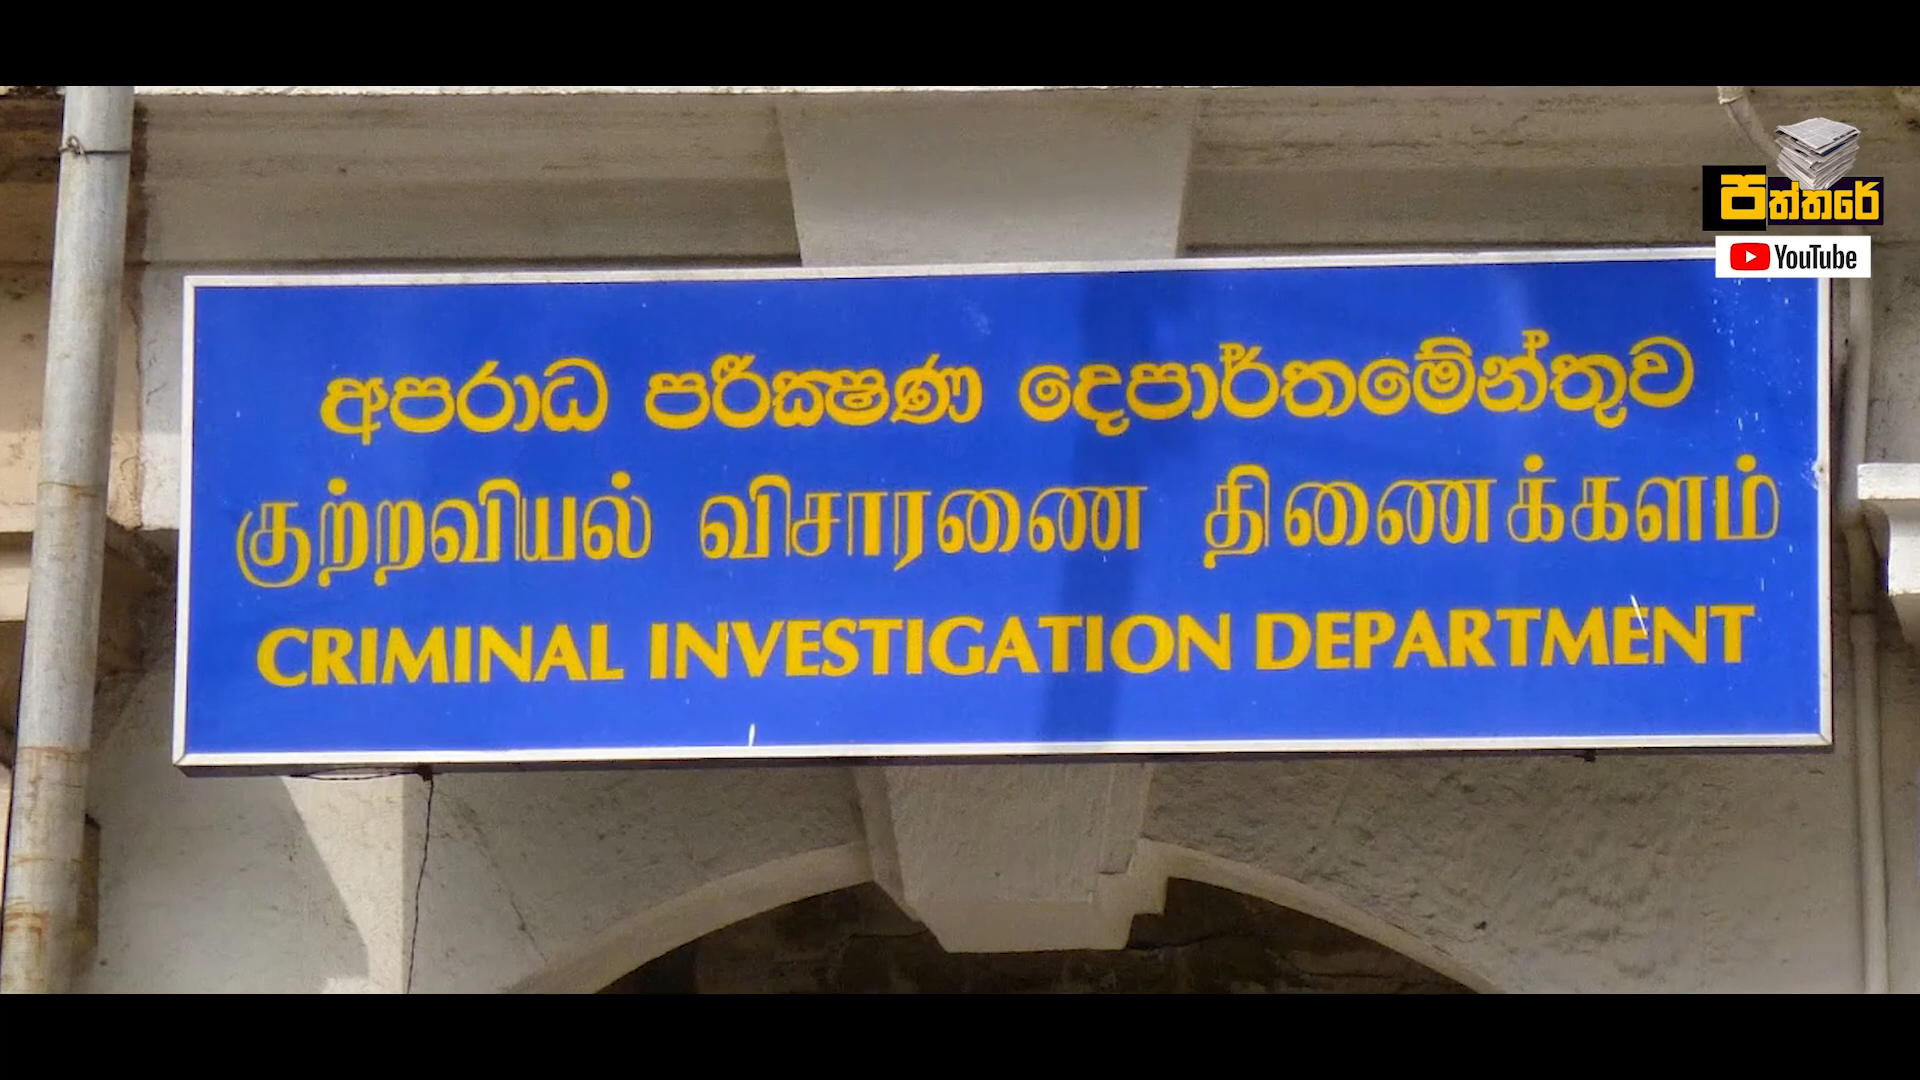 පත්තරේ
YouTube
අපරාධ පරීක්ෂණ දෙපාර්තමේන්තුව
குற்றவியல் விசாரணை திணைக்களம்
CRIMINAL INVESTIGATION DEPARTMENT